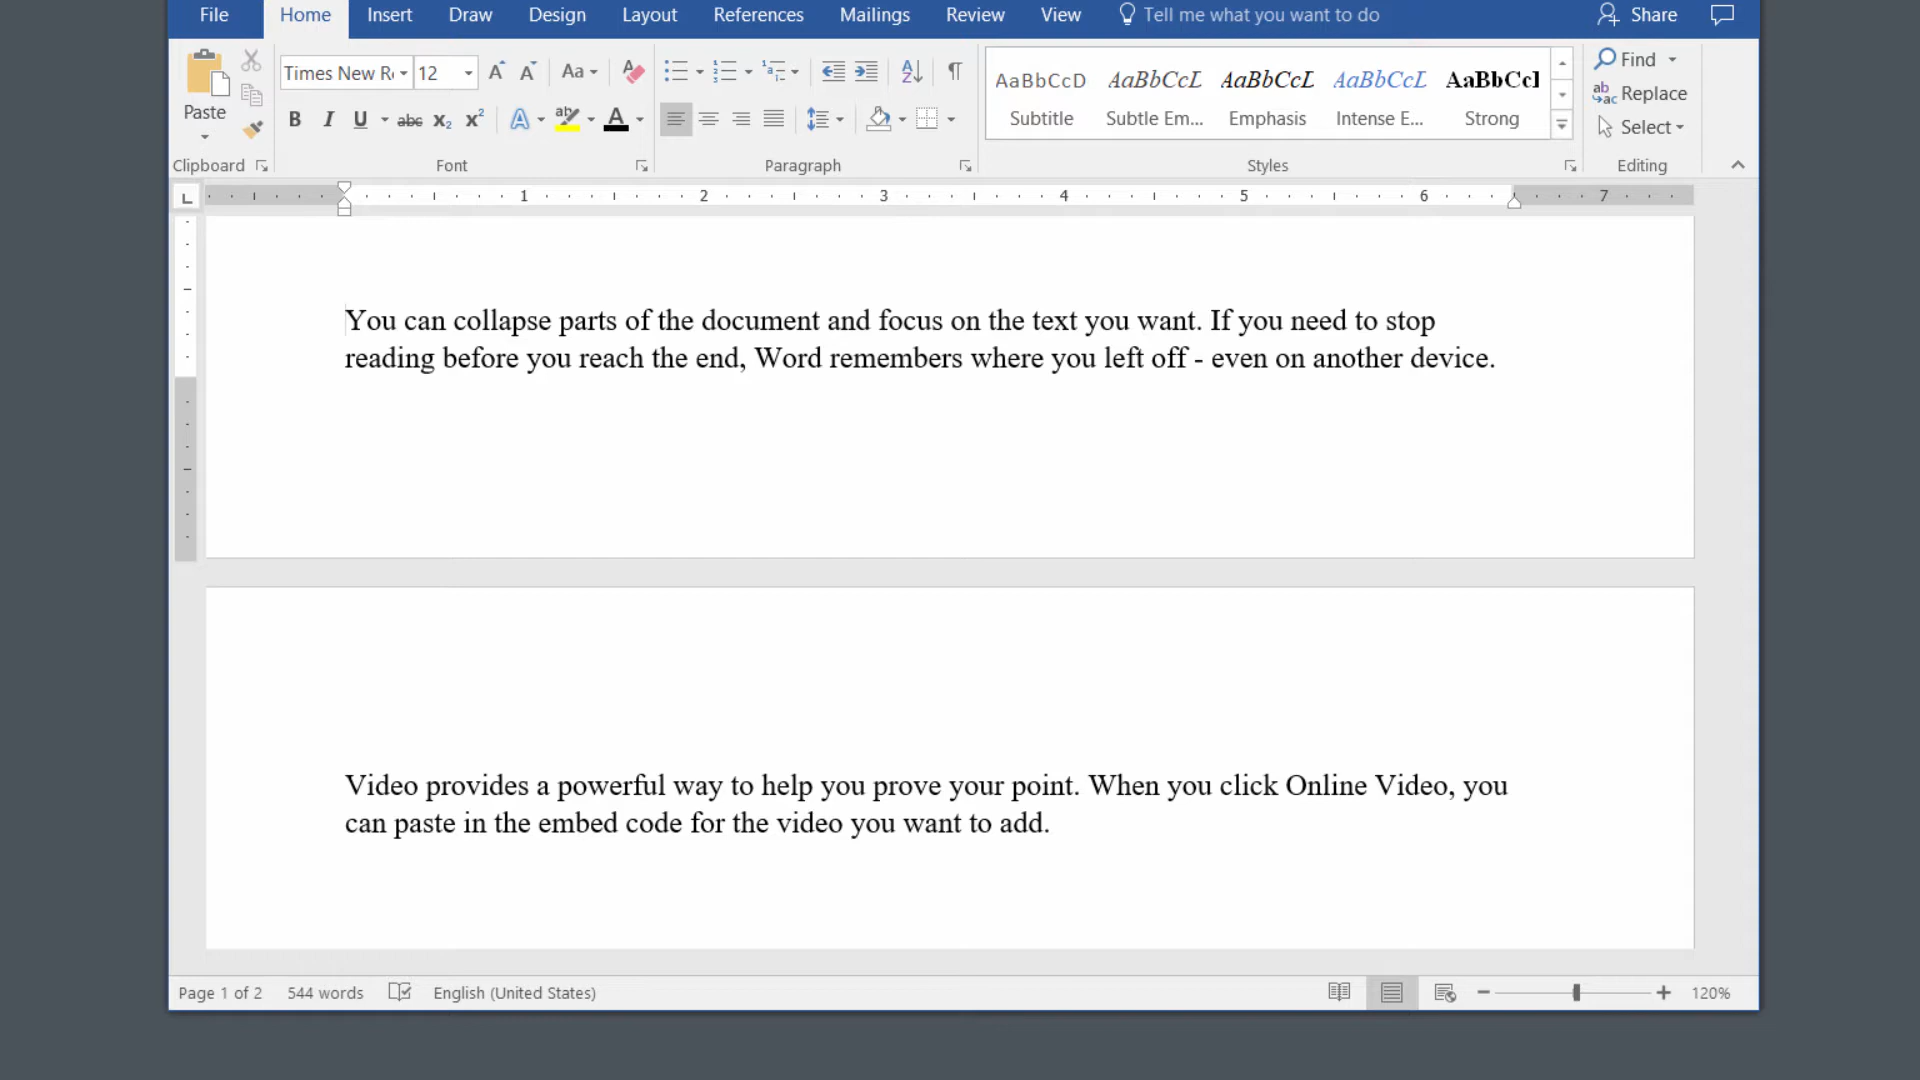 File Home Insert Draw Design Layout References Mailings Review View Tell me what you want to do Share
Times New R 12 Aa
AaBbCcD AaBbCcL AaBbCcL AaBbCcL AaBbCcI
Find
Replace
Select
Paste
B I U abc X₂ X² A ab A
Subtitle Subtle Em... Emphasis Intense E... Strong
Clipboard Font Paragraph Styles Editing
L 1 2 3 4 5 6 7
You can collapse parts of the document and focus on the text you want. If you need to stop
reading before you reach the end, Word remembers where you left off - even on another device.
Video provides a powerful way to help you prove your point. When you click Online Video, you
can paste in the embed code for the video you want to add.
Page 1 of 2 544 words English (United States) 120%